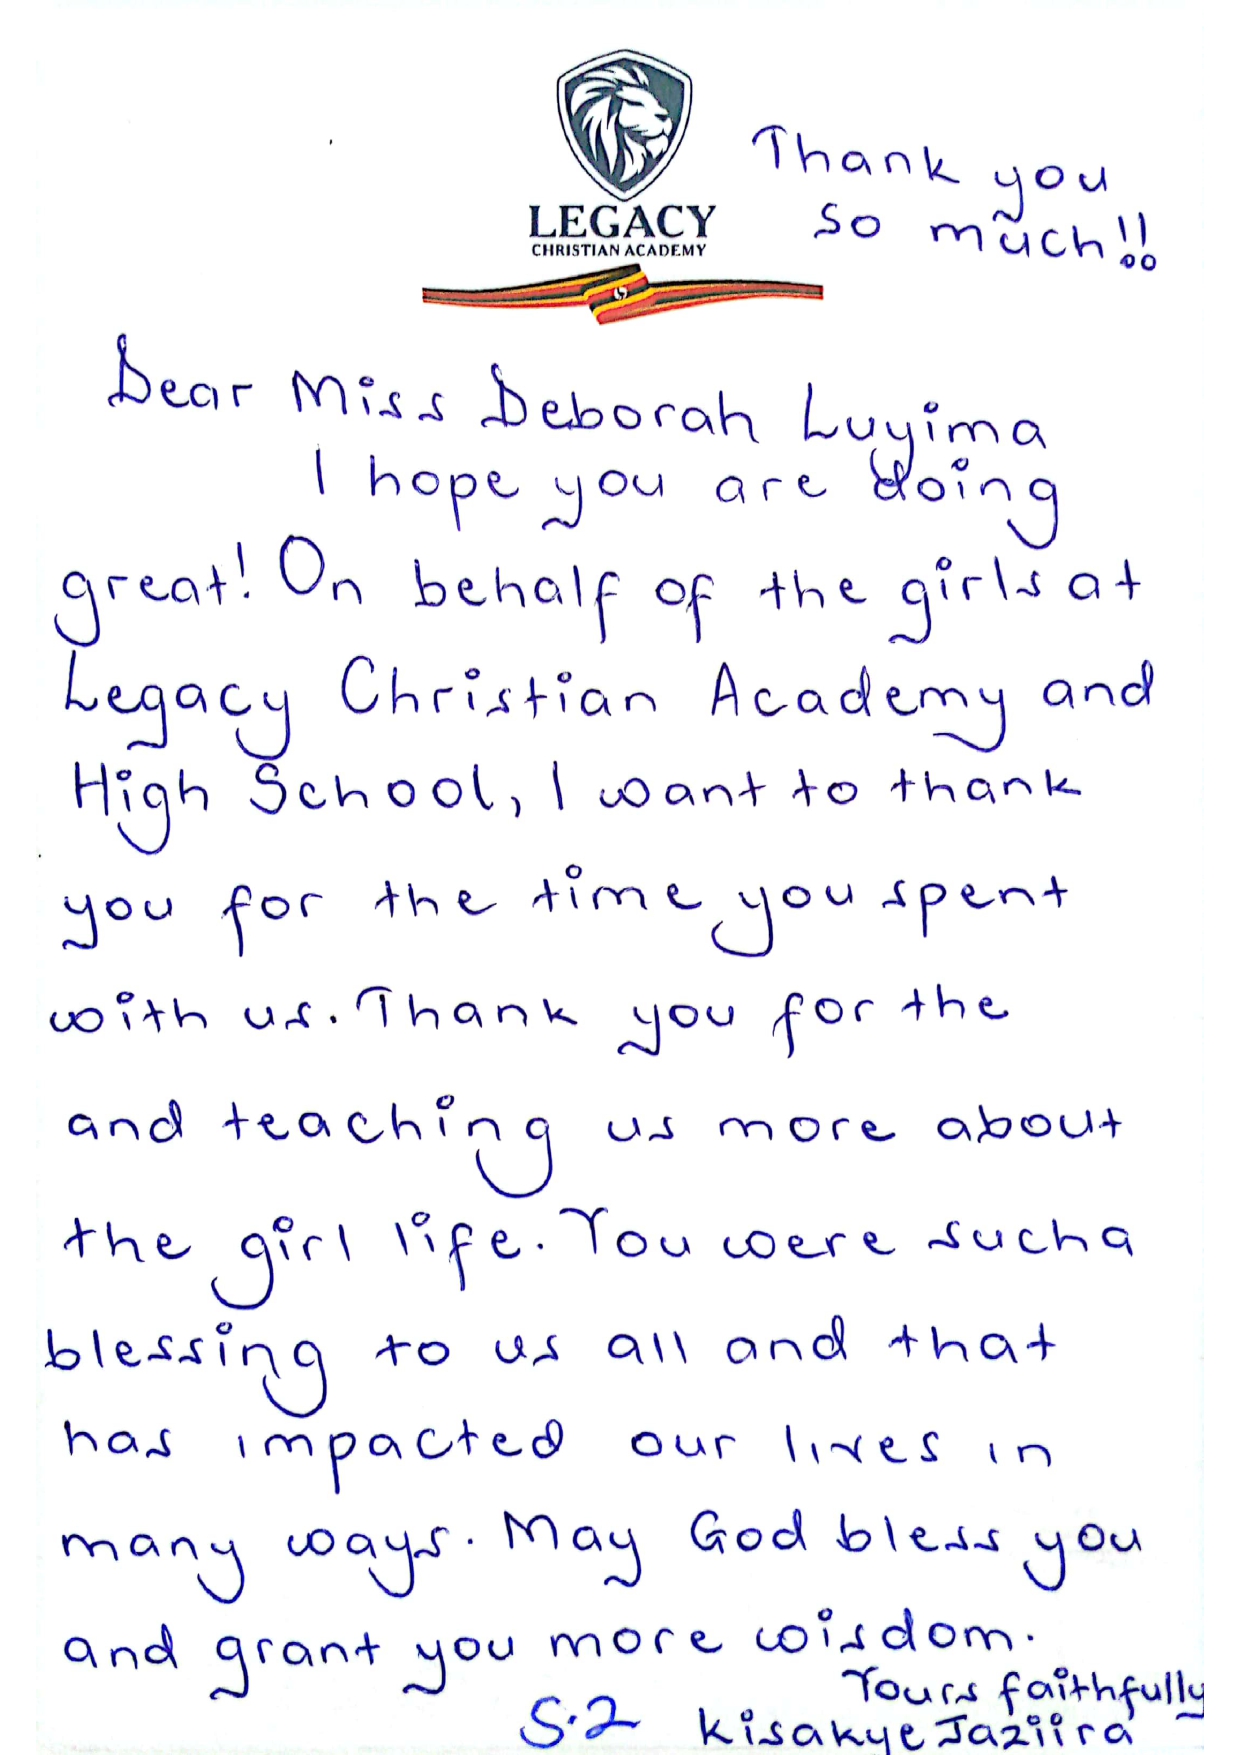 LEGACY
CHRISTIAN ACADEMY
Thank you
so much!!
Dear Miss Deborah Luyima
I hope you are doing
great! On behalf of the girls at
Legacy Christian Academy and
High School, I want to thank
you for the time you spent
with us. Thank you for the
and teaching us more about
the girl life. You were such a
blessing to us all and that
has impacted our lives in
many ways. May God bless you
and grant you more wisdom.
Yours faithfully
S.2 Kisakye Jaziira